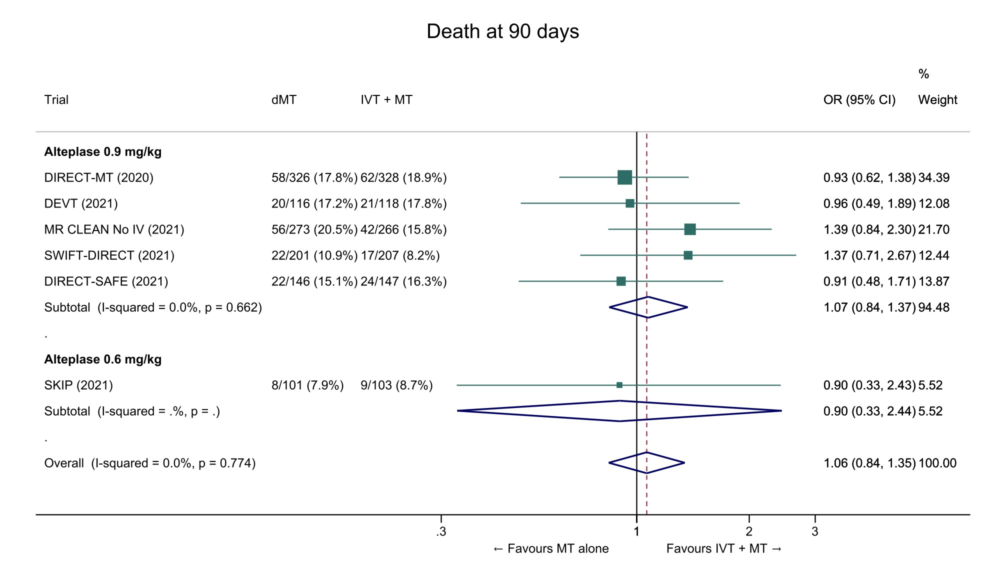 Death at 90 days
%
Trial dMT IVT + MT OR (95% CI) Weight
Alteplase 0.9 mg/kg
DIRECT-MT (2020) 58/326 (17.8%) 62/328 (18.9%) 0.93 (0.62, 1.38) 34.39
DEVT (2021) 20/116 (17.2%) 21/118 (17.8%) 0.96 (0.49, 1.89) 12.08
MR CLEAN No IV (2021) 56/273 (20.5%) 42/266 (15.8%) 1.39 (0.84, 2.30) 21.70
SWIFT-DIRECT (2021) 22/201 (10.9%) 17/207 (8.2%) 1.37 (0.71, 2.67) 12.44
DIRECT-SAFE (2021) 22/146 (15.1%) 24/147 (16.3%) 0.91 (0.48, 1.71) 13.87
Subtotal (I-squared = 0.0%, p = 0.662) 1.07 (0.84, 1.37) 94.48
.
Alteplase 0.6 mg/kg
SKIP (2021) 8/101 (7.9%) 9/103 (8.7%) 0.90 (0.33, 2.43) 5.52
Subtotal (I-squared = .%, p = .) 0.90 (0.33, 2.44) 5.52
.
Overall (I-squared = 0.0%, p = 0.774) 1.06 (0.84, 1.35) 100.00
.3 1 2 3
← Favours MT alone Favours IVT + MT →